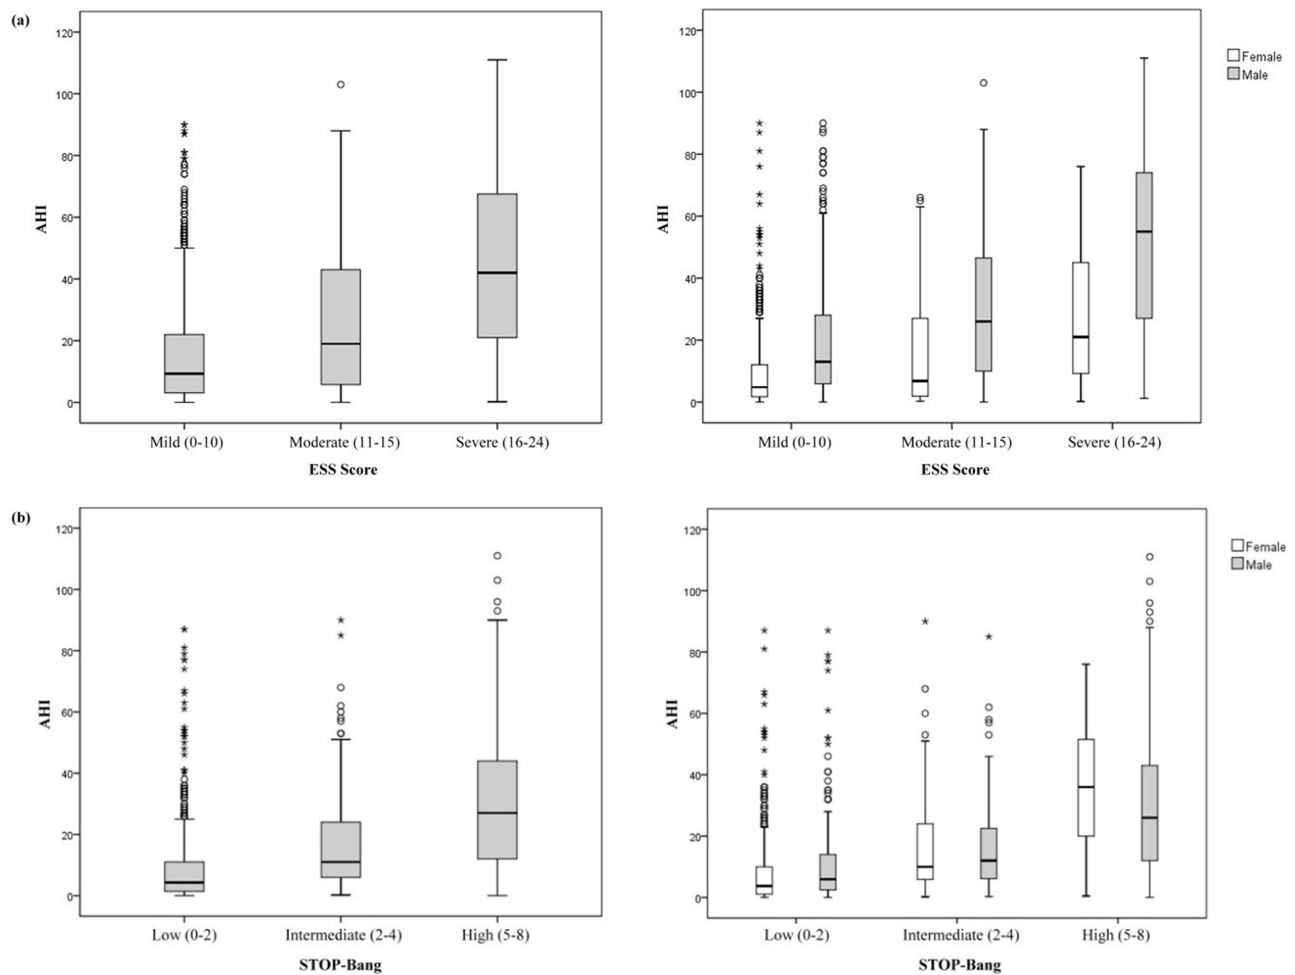 (a)
120
100
80
60
40
20
0
AHI
Mild (0-10) Moderate (11-15) Severe (16-24)
ESS Score
120
100
80
60
40
20
0
AHI
Mild (0-10) Moderate (11-15) Severe (16-24)
ESS Score
Female
Male
(b)
120
100
80
60
40
20
0
AHI
Low (0-2) Intermediate (2-4) High (5-8)
STOP-Bang
120
100
80
60
40
20
0
AHI
Low (0-2) Intermediate (2-4) High (5-8)
STOP-Bang
Female
Male